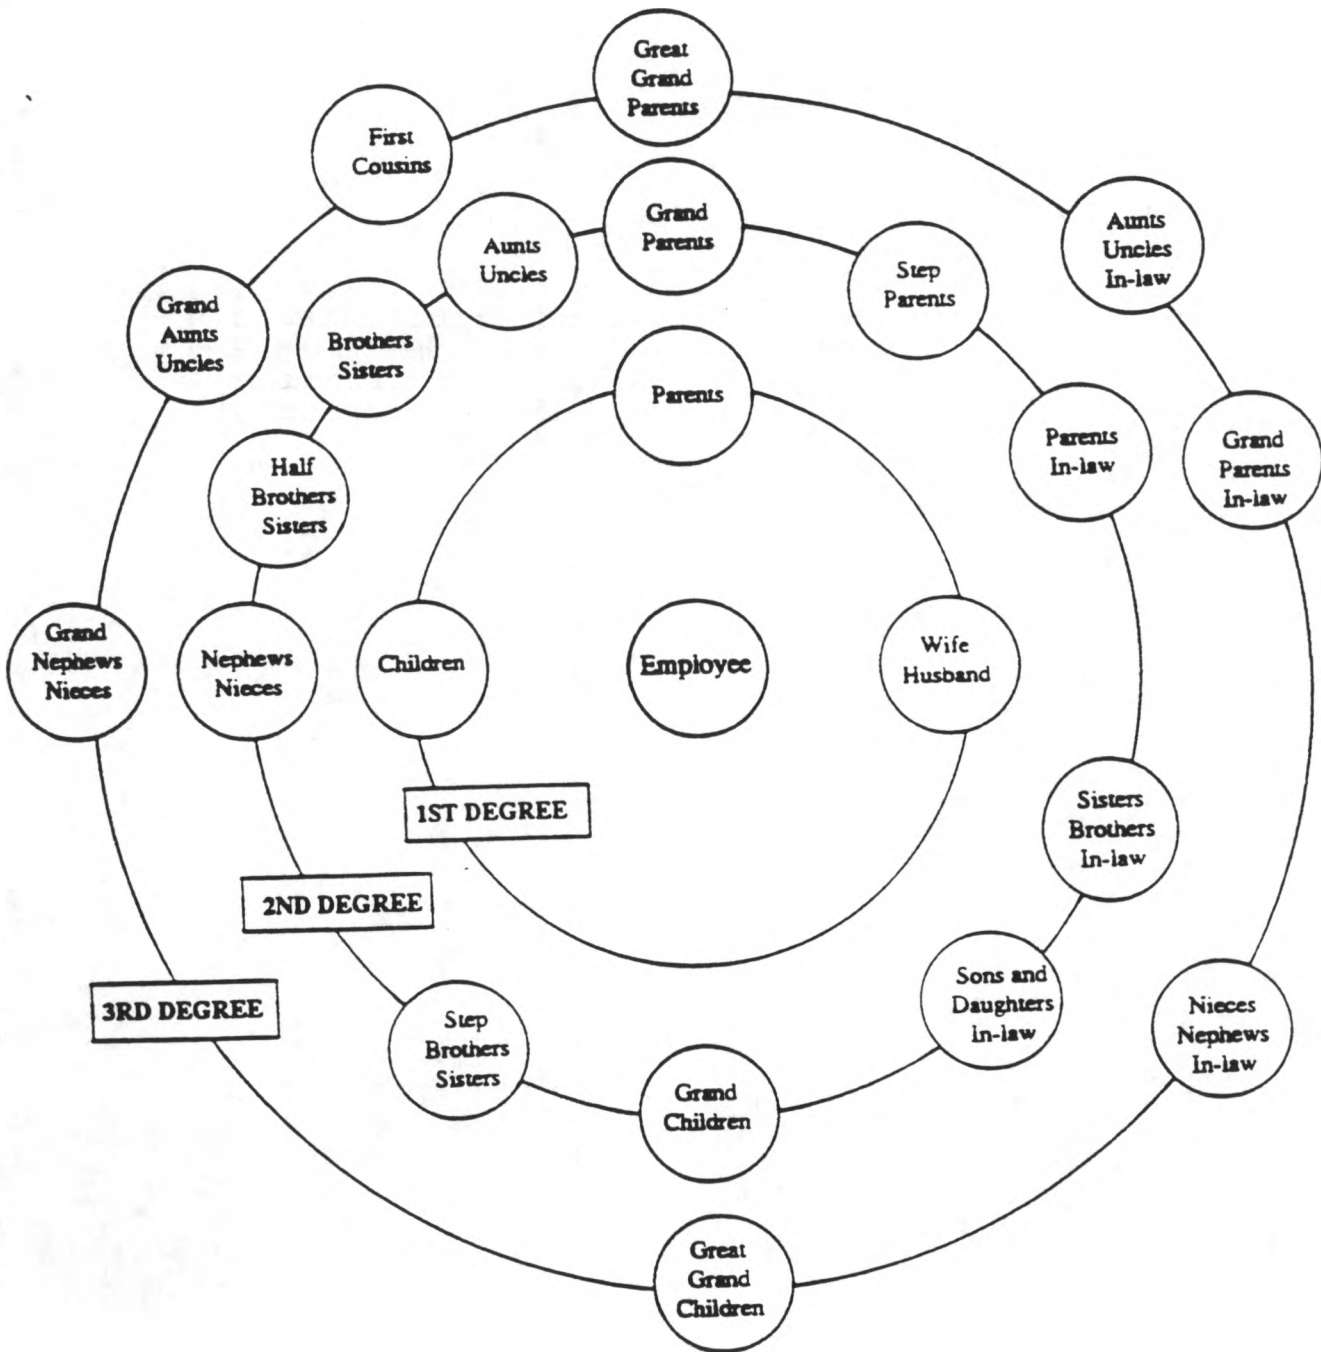 Great
Grand
Parents
First
Cousins
Grand
Parents
Aunts
Uncles
In-law
Aunts
Uncles
Step
Parents
Grand
Aunts
Uncles
Brothers
Sisters
Parents
Parents
In-law
Grand
Parents
In-law
Half
Brothers
Sisters
Grand
Nephews
Nieces
Nephews
Nieces
Children
Employee
Wife
Husband
1ST DEGREE
Sisters
Brothers
In-law
2ND DEGREE
Sons and
Daughters
In-law
3RD DEGREE
Step
Brothers
Sisters
Nieces
Nephews
In-law
Grand
Children
Great
Grand
Children